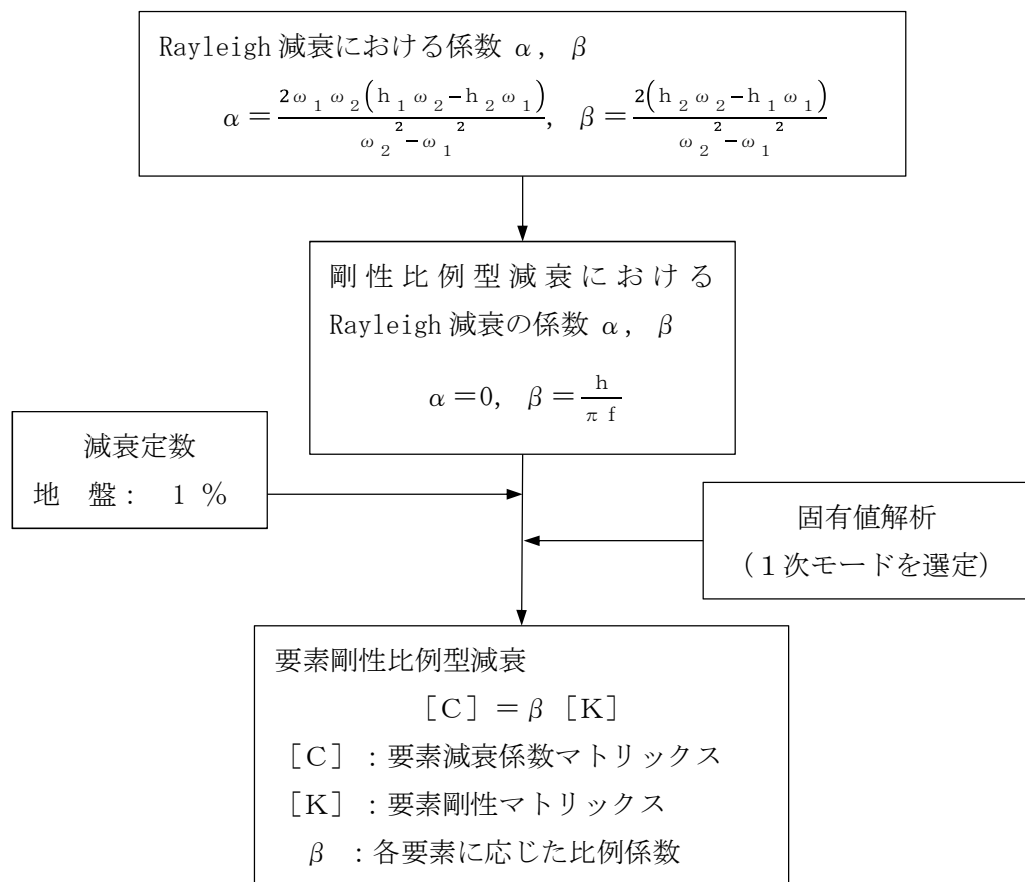 Rayleigh 減衰における係数 α, β
α＝2ω₁ω₂(h₁ω₂−h₂ω₁)/(ω₂²−ω₁²), β＝2(h₂ω₂−h₁ω₁)/(ω₂²−ω₁²)
剛性比例型減衰における
Rayleigh 減衰の係数 α, β
α＝0, β＝h/(πf)
減衰定数
地　盤： 1 %
固有値解析
（１次モードを選定）
要素剛性比例型減衰
［C］＝β［K］
［C］：要素減衰係数マトリックス
［K］：要素剛性マトリックス
β ：各要素に応じた比例係数